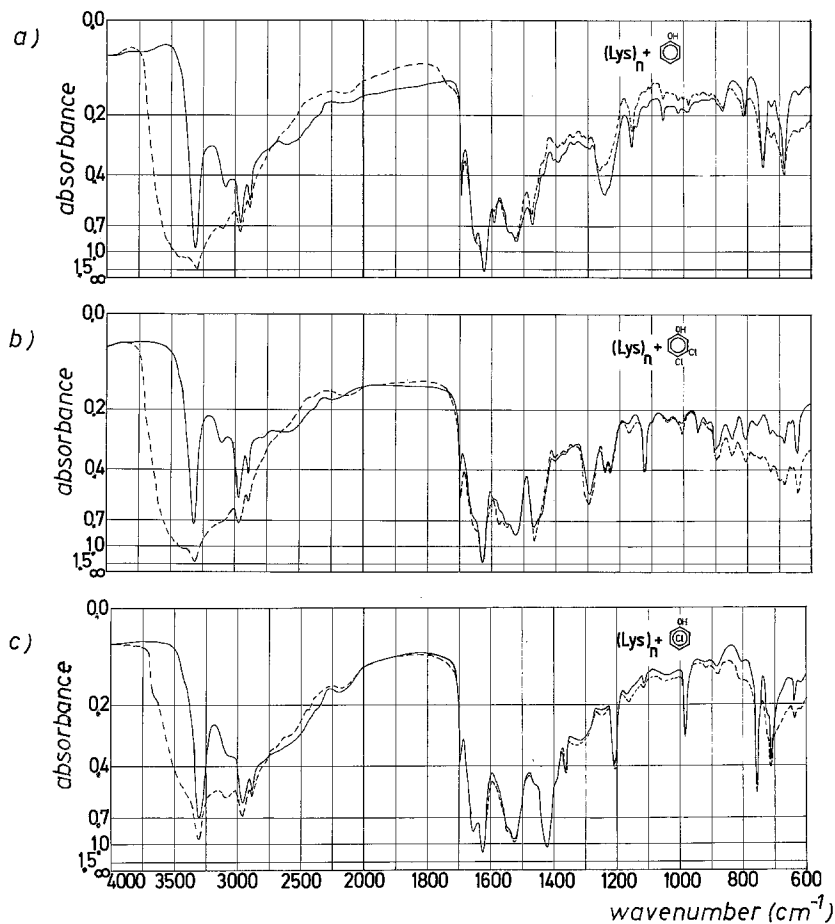 a)
absorbance
0,0
0,2
0,4
0,7
1,0
1,5
∞
(Lys)n + OH
b)
absorbance
0,0
0,2
0,4
0,7
1,0
1,5
∞
(Lys)n + OH
Cl
Cl
c)
absorbance
0,0
0,2
0,4
0,7
1,0
1,5
∞
(Lys)n + OH
Cl
4000 3500 3000 2500 2000 1800 1600 1400 1200 1000 800 600
wavenumber (cm⁻¹)